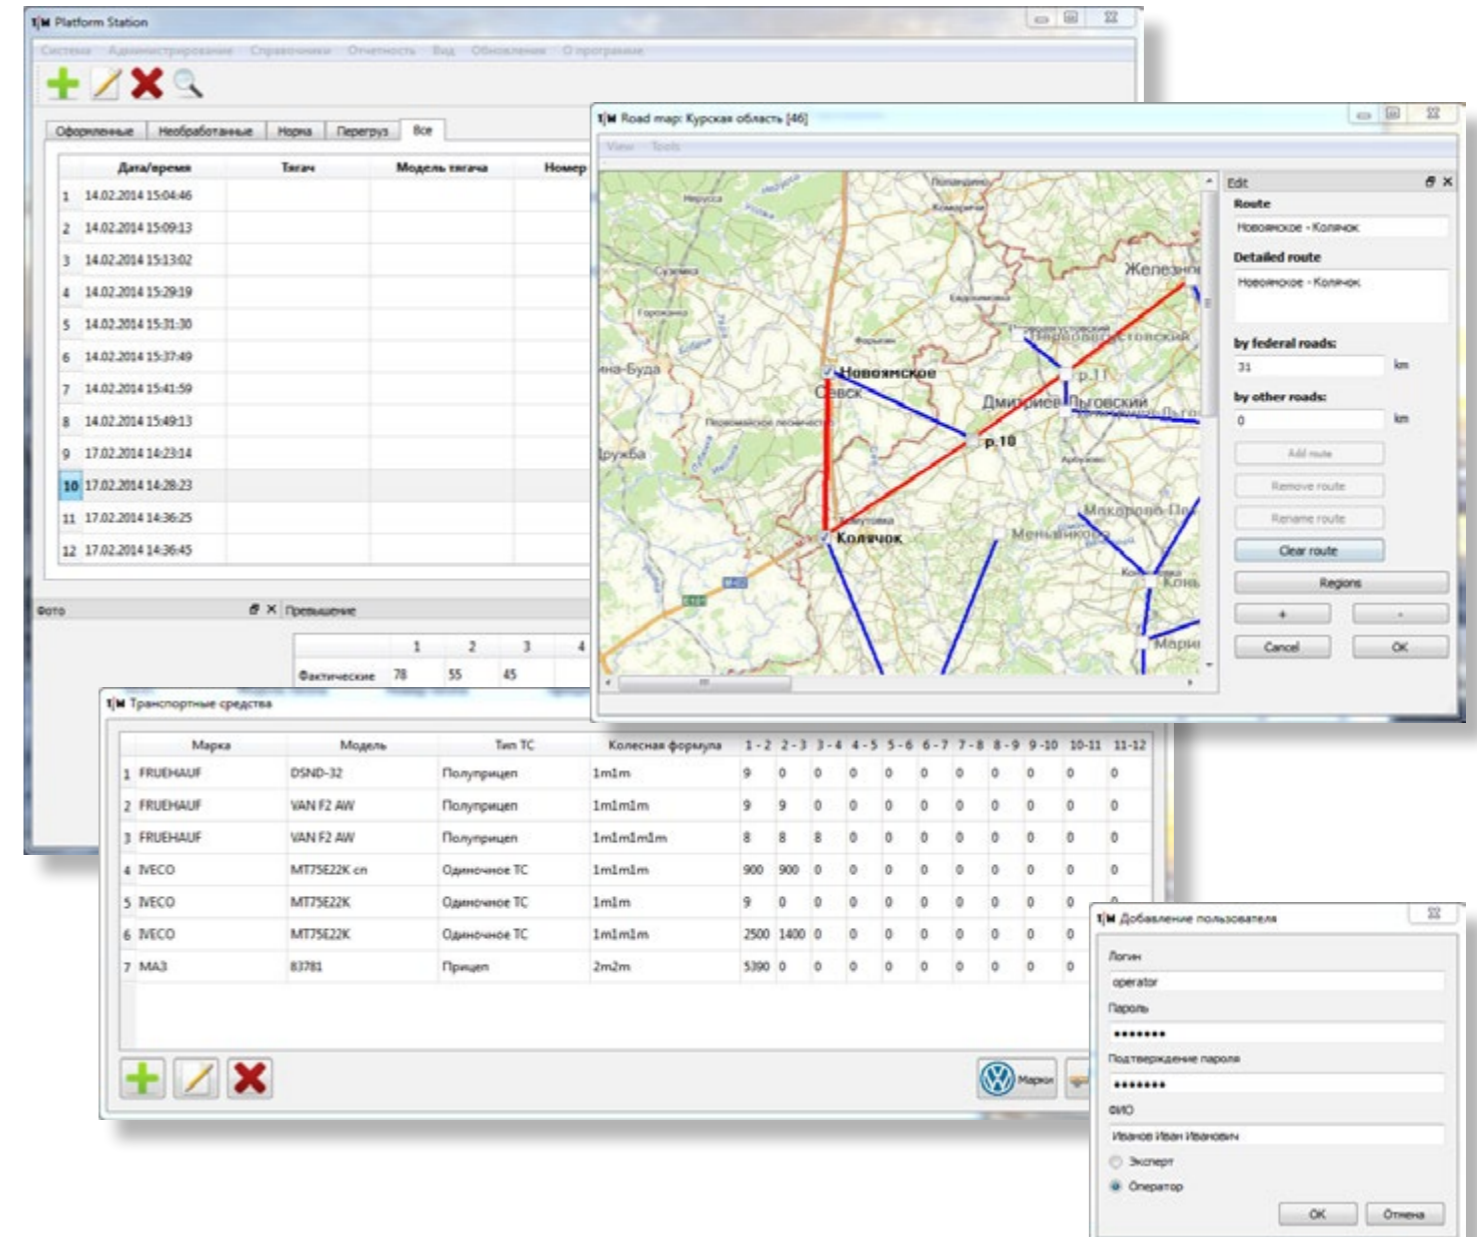 Platform Station
Система Администрирование Справочники Отчетность Вид Обновления О программе
Оформленные Необработанные Норма Перегруз Все
Дата/время Тягач Модель тягача Номер
1 14.02.2014 15:04:46
2 14.02.2014 15:09:13
3 14.02.2014 15:13:02
4 14.02.2014 15:29:19
5 14.02.2014 15:31:30
6 14.02.2014 15:37:49
7 14.02.2014 15:41:59
8 14.02.2014 15:49:13
9 17.02.2014 14:23:14
10 17.02.2014 14:28:23
11 17.02.2014 14:36:25
12 17.02.2014 14:36:45
Фото
Превышение
1 2 3 4
Фактические 78 55 45
Road map: Курская область [46]
View Tools
Нерусса
Суземка
Комаричи
Железно
Новоямское
Севск
р.11
Дмитриев Льговский
р.10
Дружба
Колячок
E101
Edit
Route
Новоямское - Колячок
Detailed route
Новоямское - Колячок
by federal roads:
31 km
by other roads:
0 km
Add route
Remove route
Rename route
Clear route
Regions
+ -
Cancel OK
Транспортные средства
Марка Модель Тип ТС Колесная формула 1 - 2 2 - 3 3 - 4 4 - 5 5 - 6 6 - 7 7 - 8 8 - 9 9 -10 10-11 11-12
1 FRUEHAUF DSND-32 Полуприцеп 1m1m 9 0 0 0 0 0 0 0 0 0 0
2 FRUEHAUF VAN F2 AW Полуприцеп 1m1m1m 9 9 0 0 0 0 0 0 0 0 0
3 FRUEHAUF VAN F2 AW Полуприцеп 1m1m1m1m 8 8 8 0 0 0 0 0 0 0 0
4 IVECO MT75E22K сп Одиночное ТС 1m1m1m 900 900 0 0 0 0 0 0 0 0 0
5 IVECO MT75E22K Одиночное ТС 1m1m 9 0 0 0 0 0 0 0 0 0 0
6 IVECO MT75E22K Одиночное ТС 1m1m1m 2500 1400 0 0 0 0 0 0 0 0
7 МАЗ 83781 Прицеп 2m2m 5390 0 0 0 0 0 0 0 0 0
Марки
Добавление пользователя
Логин
operator
Пароль
•••••••
Подтверждение пароля
•••••••
ФИО
Иванов Иван Иванович
Эксперт
Оператор
OK Отмена